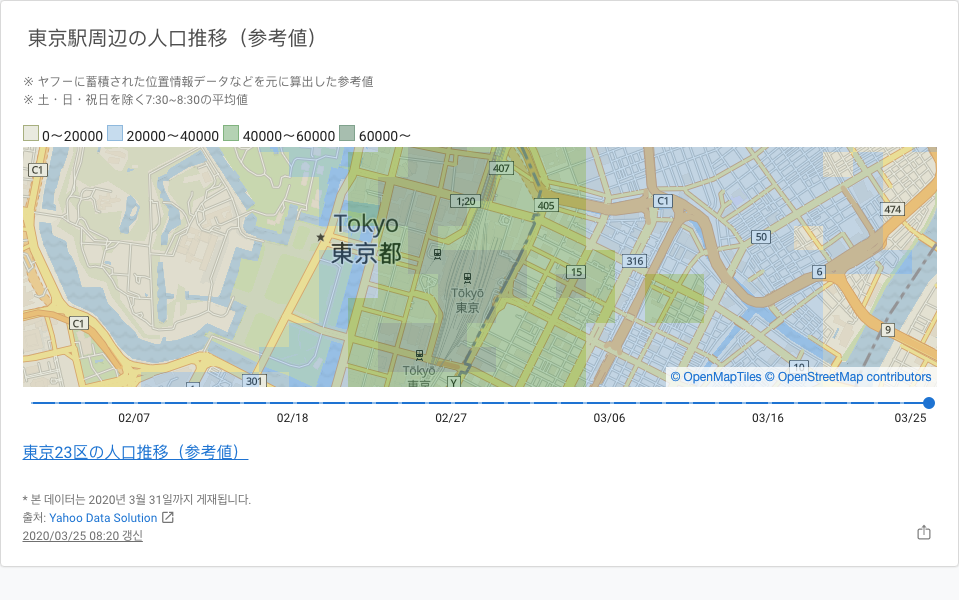 東京駅周辺の人口推移（参考値）
※ ヤフーに蓄積された位置情報データなどを元に算出した参考値
※ 土・日・祝日を除く7:30~8:30の平均値
0〜20000 20000〜40000 40000〜60000 60000〜
C1
407
1;20
405
C1
474
Tokyo
東京都
50
316
15
6
Tōkyō
東京
C1
9
Tōkyō
東京
10
301
Y
© OpenMapTiles © OpenStreetMap contributors
02/07 02/18 02/27 03/06 03/16 03/25
東京23区の人口推移（参考値）
* 본 데이터는 2020년 3월 31일까지 게재됩니다.
출처: Yahoo Data Solution
2020/03/25 08:20 갱신